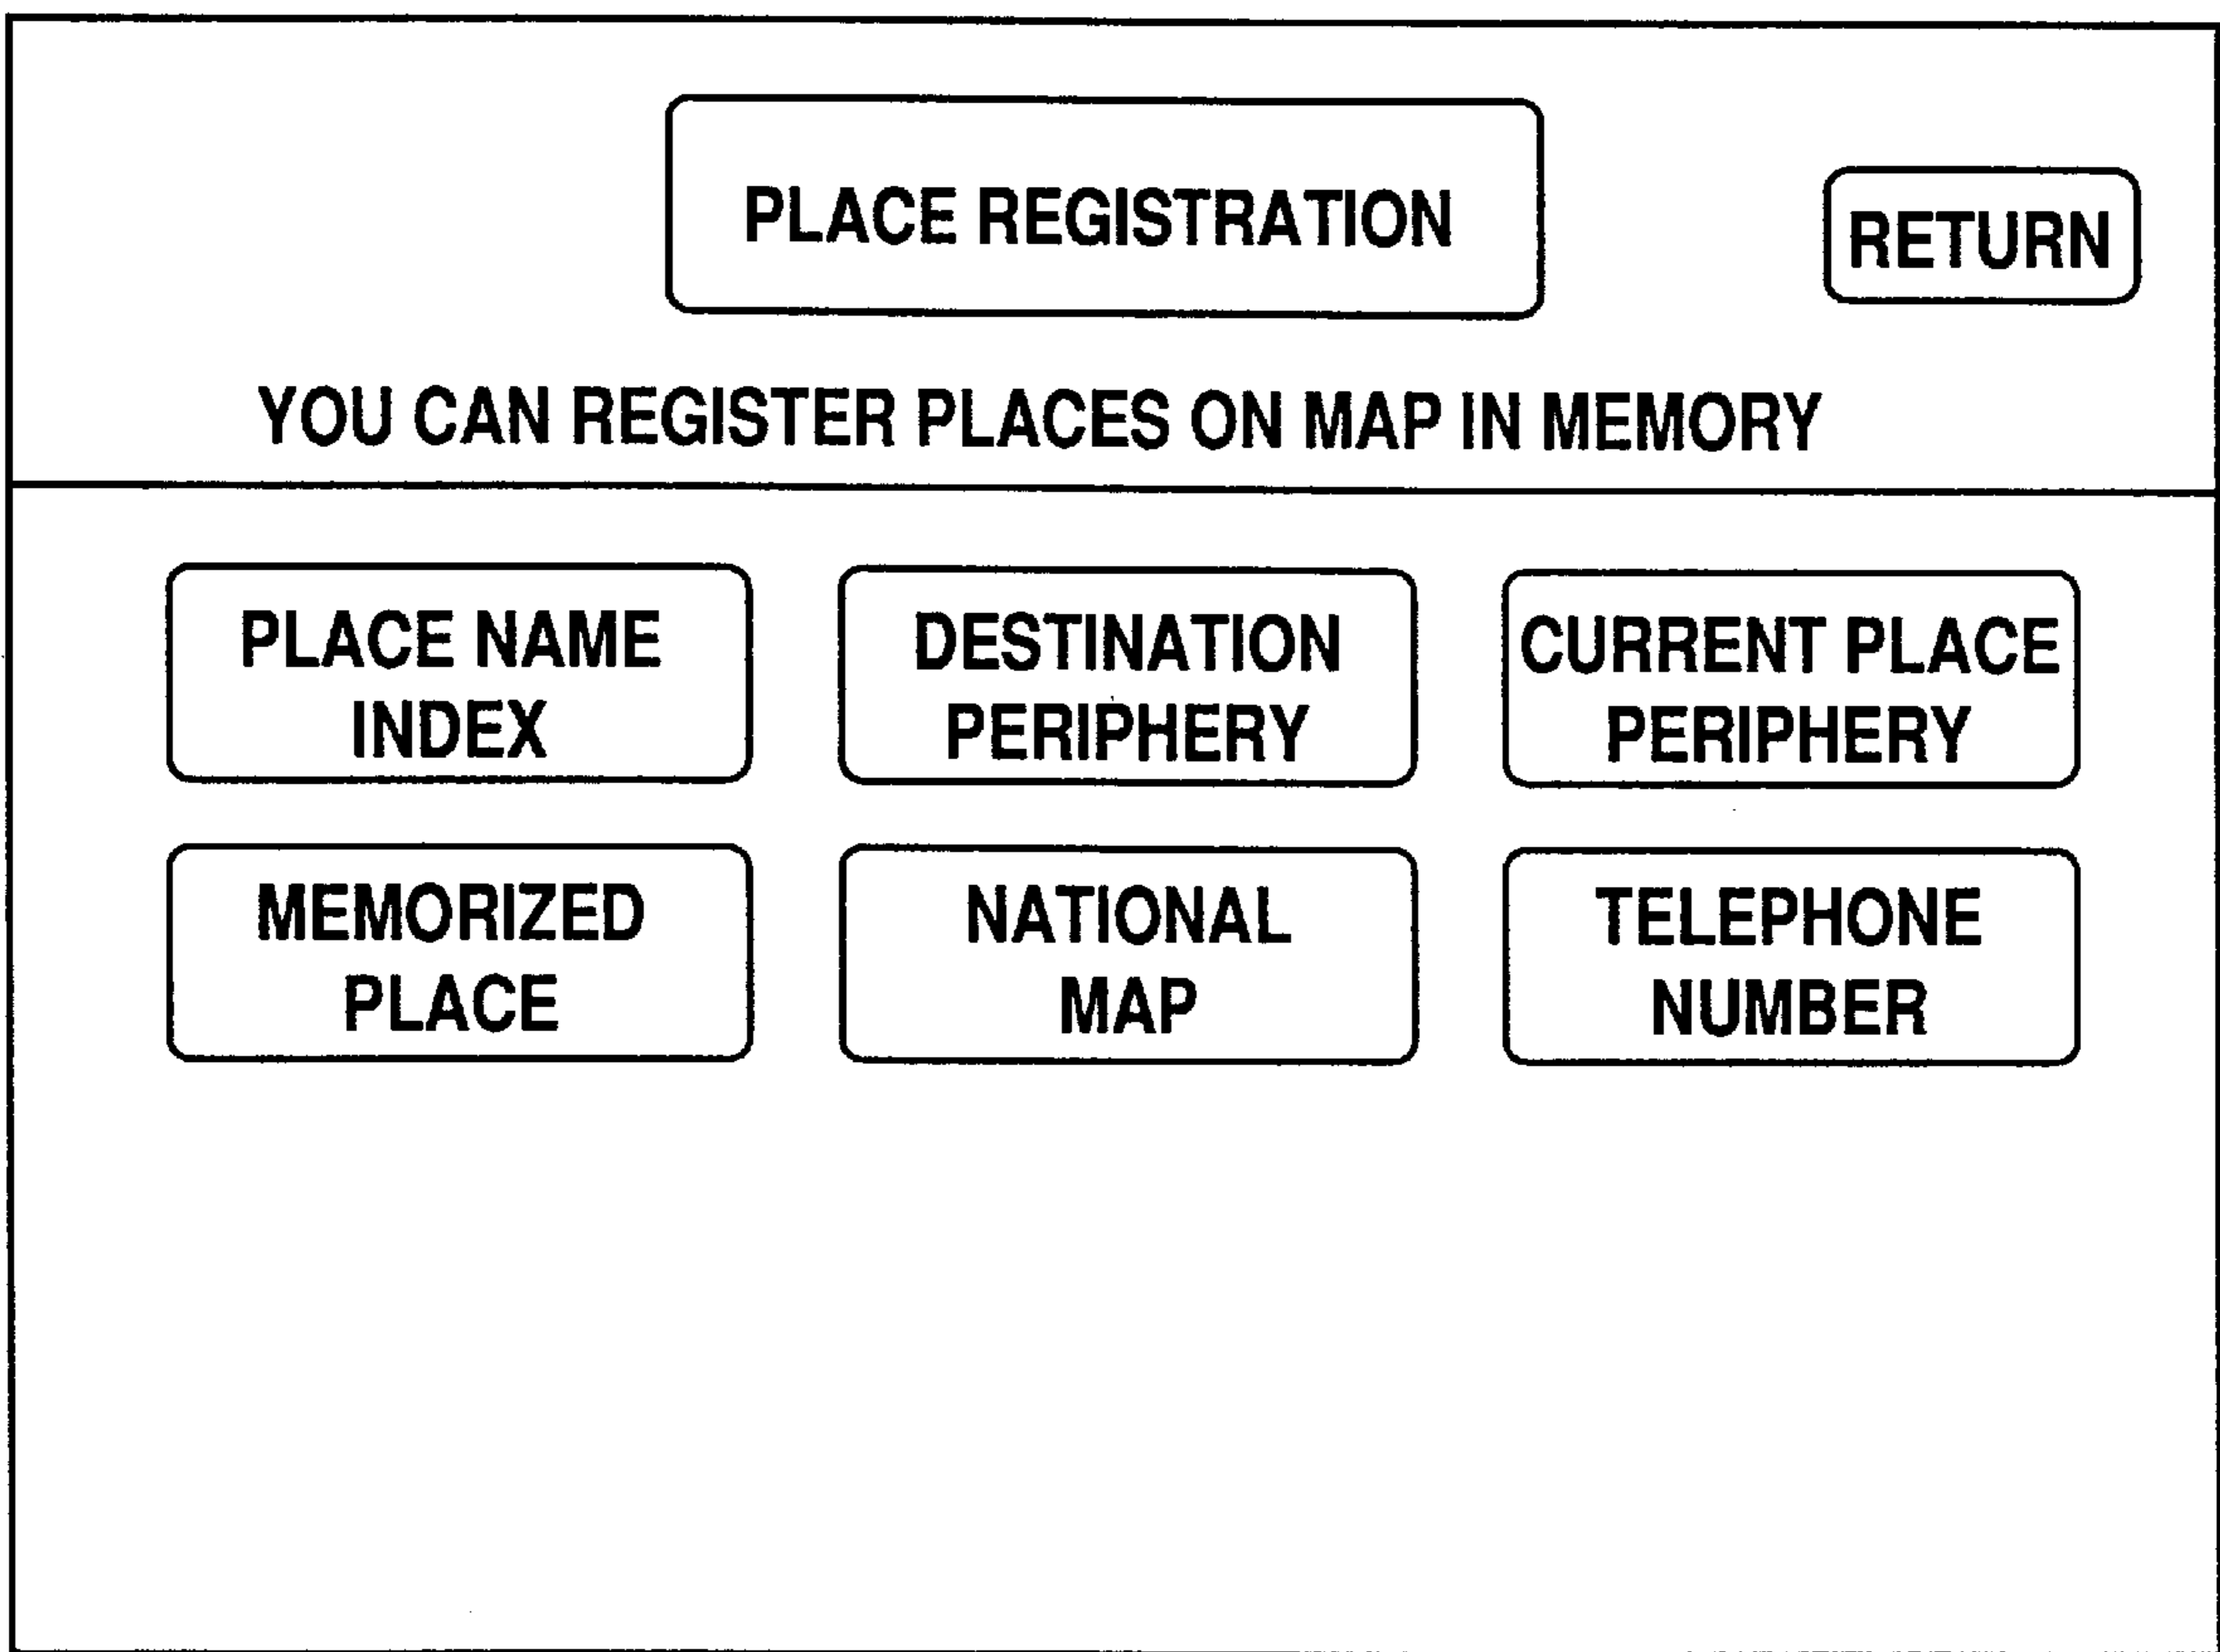 PLACE REGISTRATION
RETURN
YOU CAN REGISTER PLACES ON MAP IN MEMORY
PLACE NAME
INDEX
DESTINATION
PERIPHERY
CURRENT PLACE
PERIPHERY
MEMORIZED
PLACE
NATIONAL
MAP
TELEPHONE
NUMBER